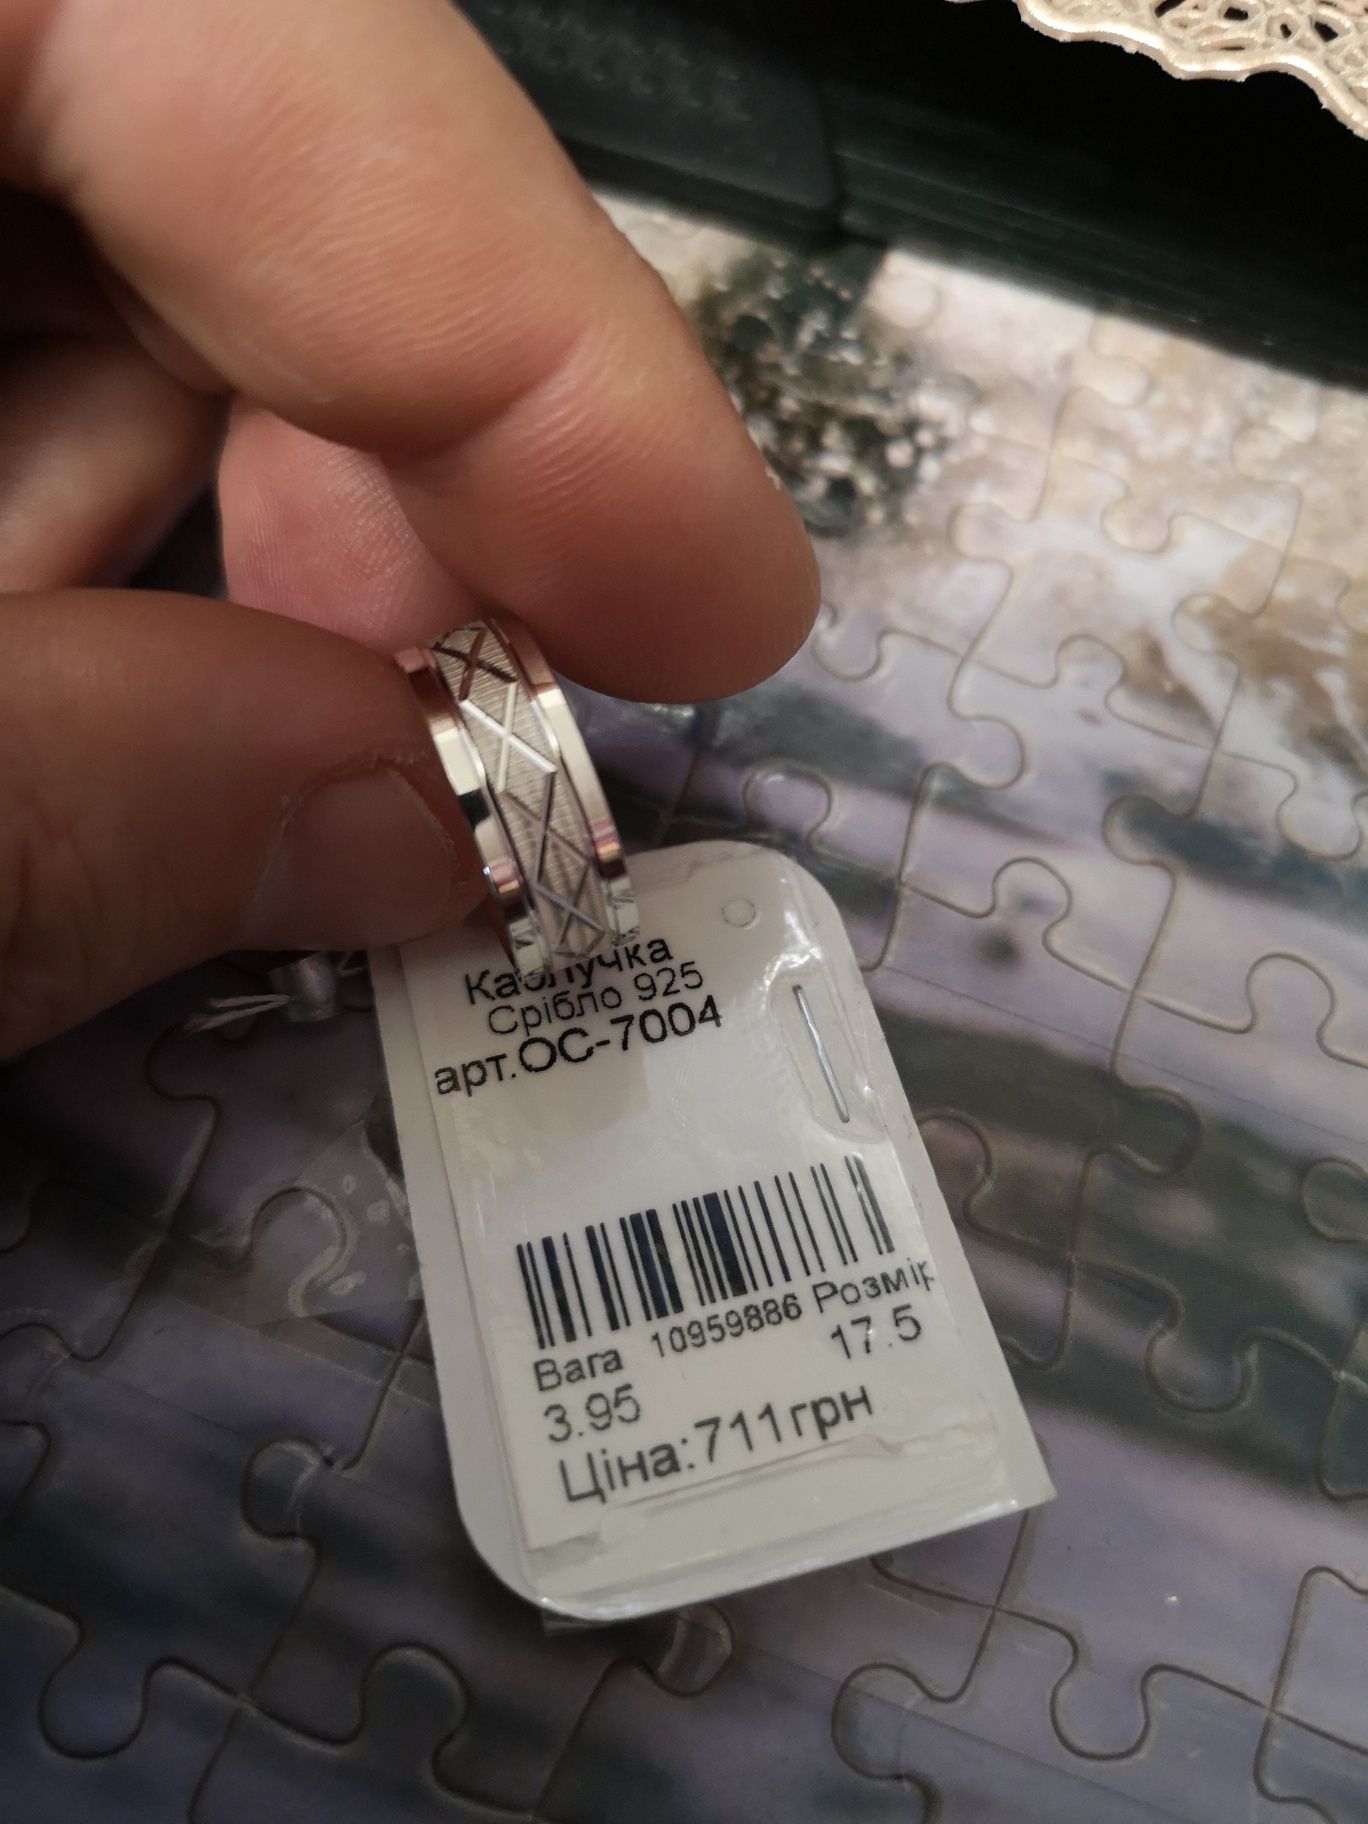 Каблучка
Срібло 925
арт.ОС-7004
10959886 Розмір
Вага 17.5
3.95
Ціна:711грн